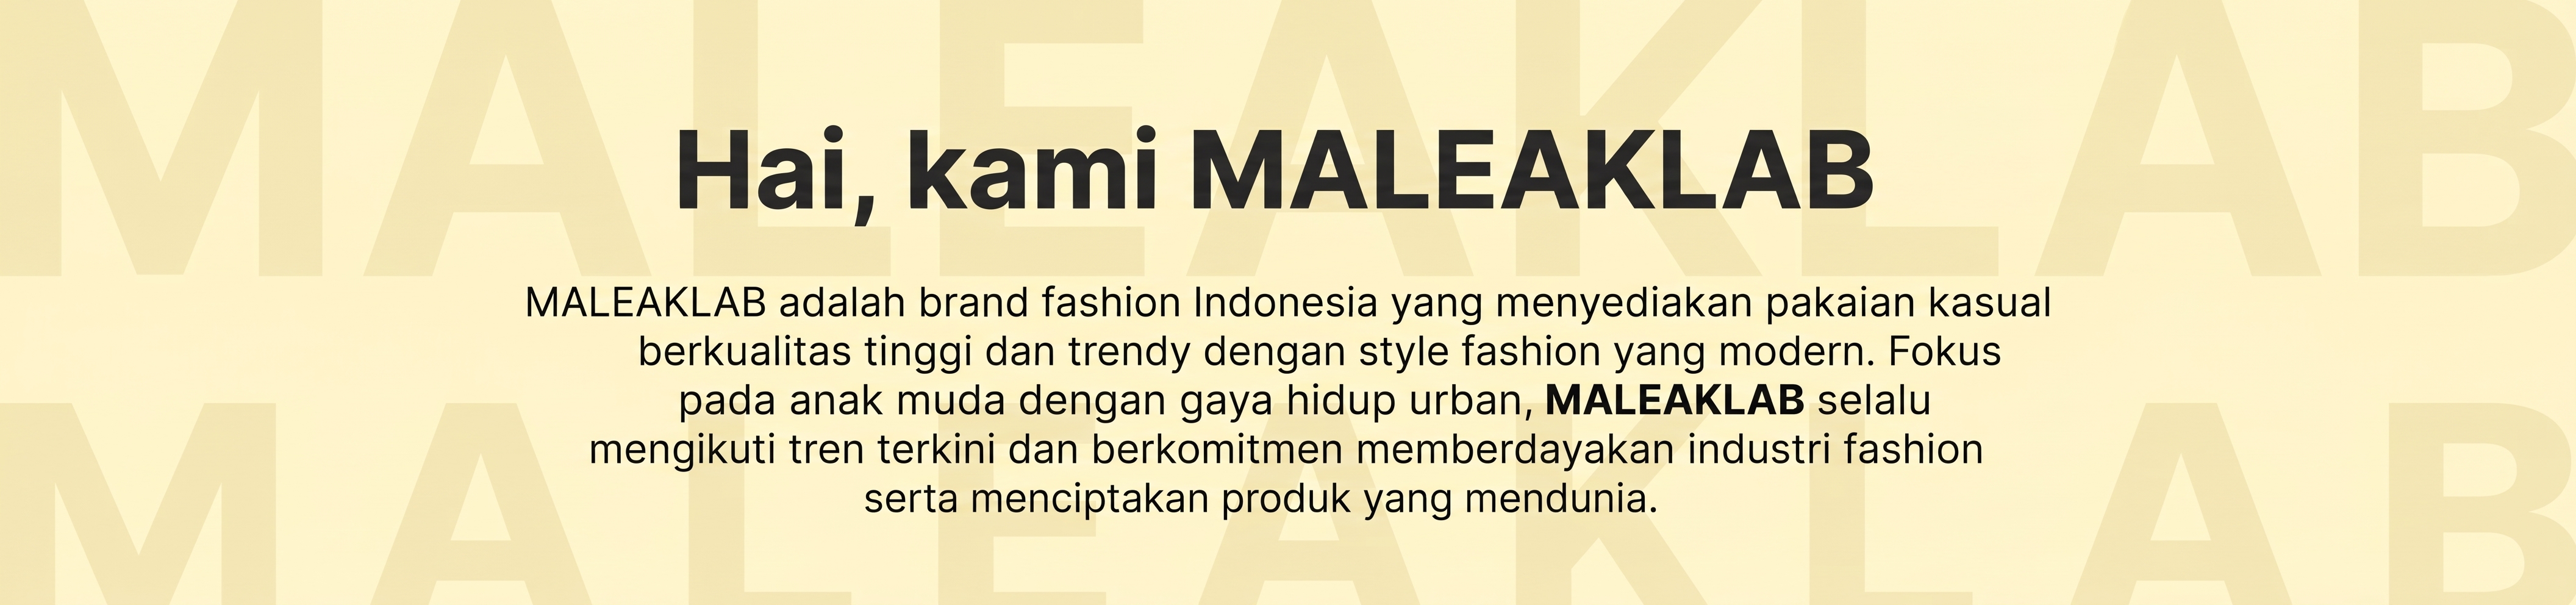 MALEAKLAB
Hai, kami MALEAKLAB
MALEAKLAB adalah brand fashion Indonesia yang menyediakan pakaian kasual
berkualitas tinggi dan trendy dengan style fashion yang modern. Fokus
pada anak muda dengan gaya hidup urban, MALEAKLAB selalu
mengikuti tren terkini dan berkomitmen memberdayakan industri fashion
serta menciptakan produk yang mendunia.
MALEAKLAB